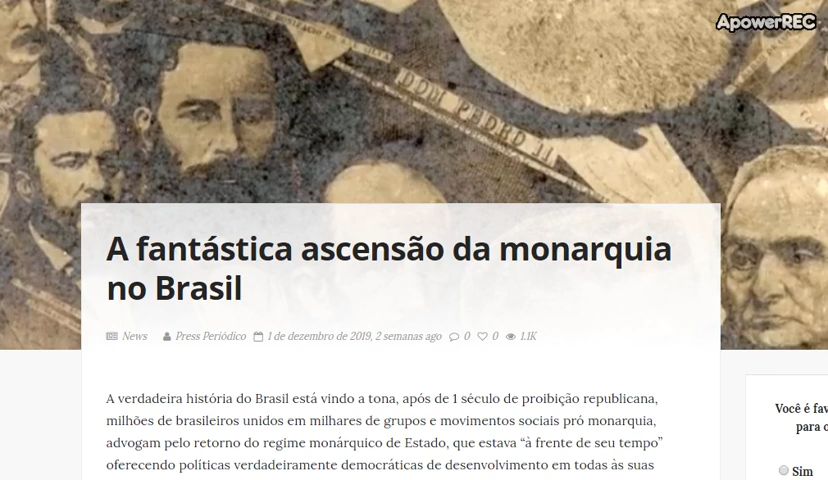 ApowerREC
DOM PEDRO II
A fantástica ascensão da monarquia
no Brasil
News Press Periódico 1 de dezembro de 2019, 2 semanas ago 0 0 1.1K
A verdadeira história do Brasil está vindo a tona, após de 1 século de proibição republicana,
milhões de brasileiros unidos em milhares de grupos e movimentos sociais pró monarquia,
advogam pelo retorno do regime monárquico de Estado, que estava “à frente de seu tempo”
oferecendo políticas verdadeiramente democráticas de desenvolvimento em todas às suas
Você é fav
para o
Sim